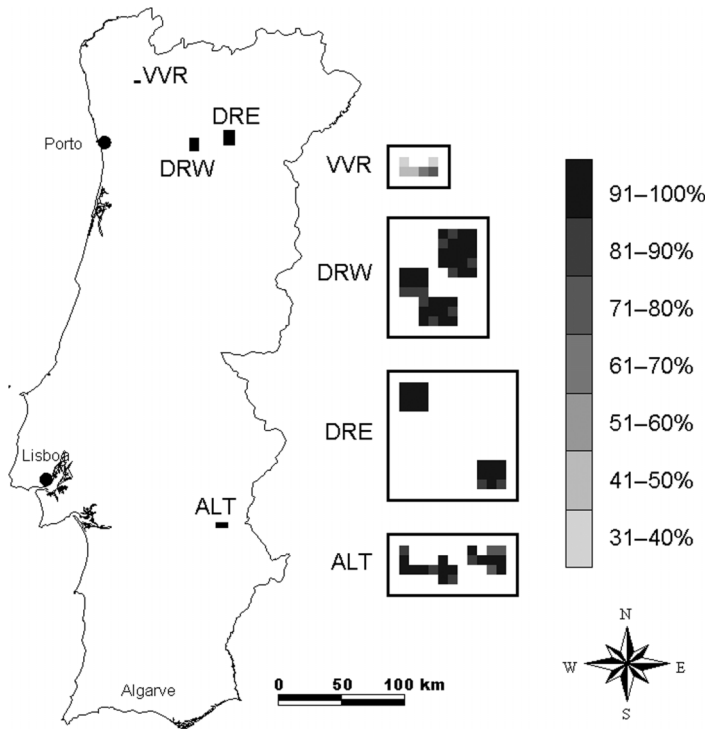 VVR
DRE
Porto
DRW
Lisboa
ALT
Algarve
VVR
DRW
DRE
ALT
91–100%
81–90%
71–80%
61–70%
51–60%
41–50%
31–40%
0 50 100 km
N
W E
S